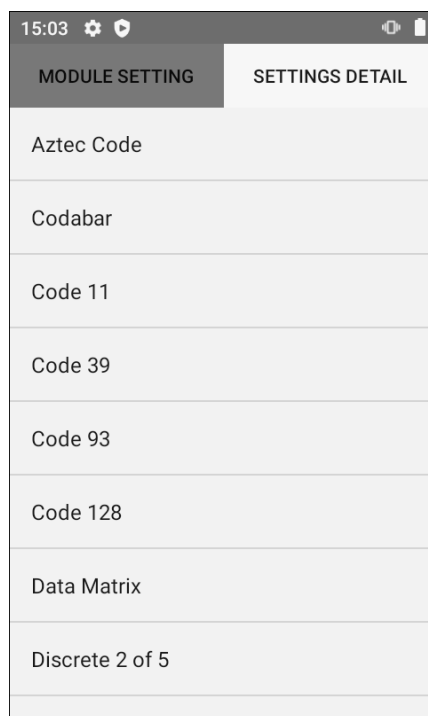 15:03
MODULE SETTING SETTINGS DETAIL
Aztec Code
Codabar
Code 11
Code 39
Code 93
Code 128
Data Matrix
Discrete 2 of 5